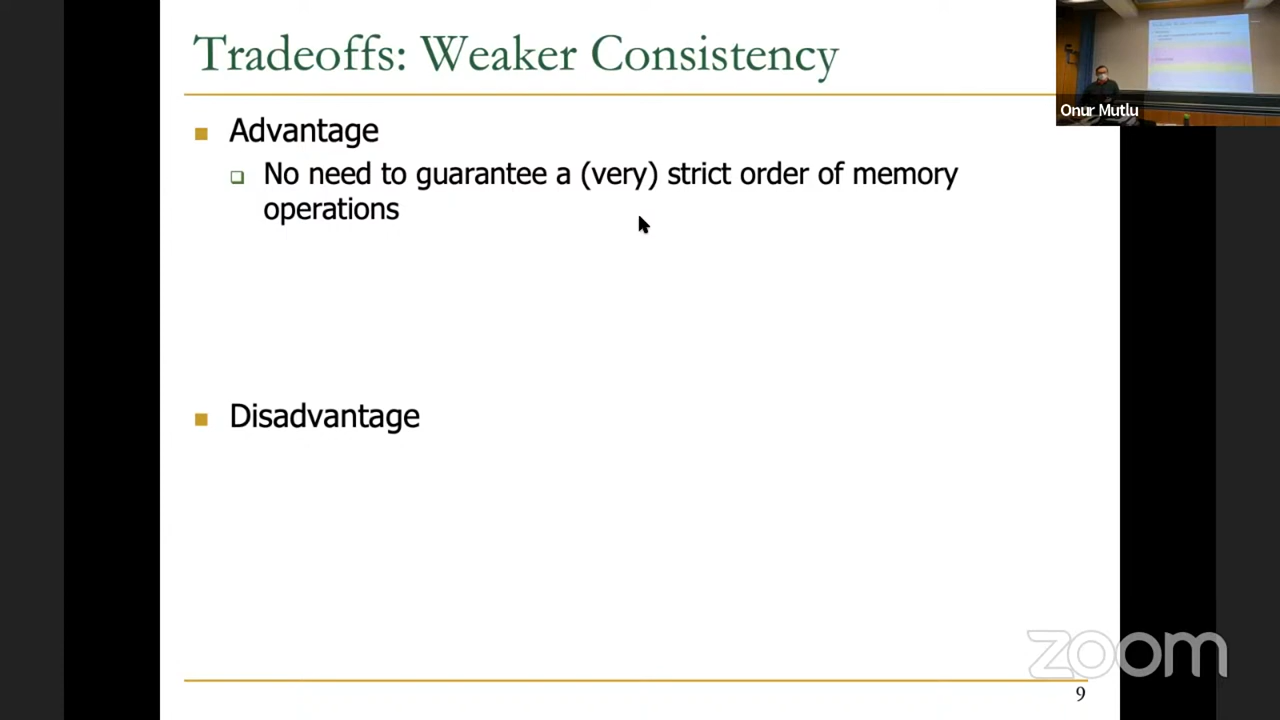 Tradeoffs: Weaker Consistency
Onur Mutlu
Advantage
No need to guarantee a (very) strict order of memory
operations
Disadvantage
zoom
9